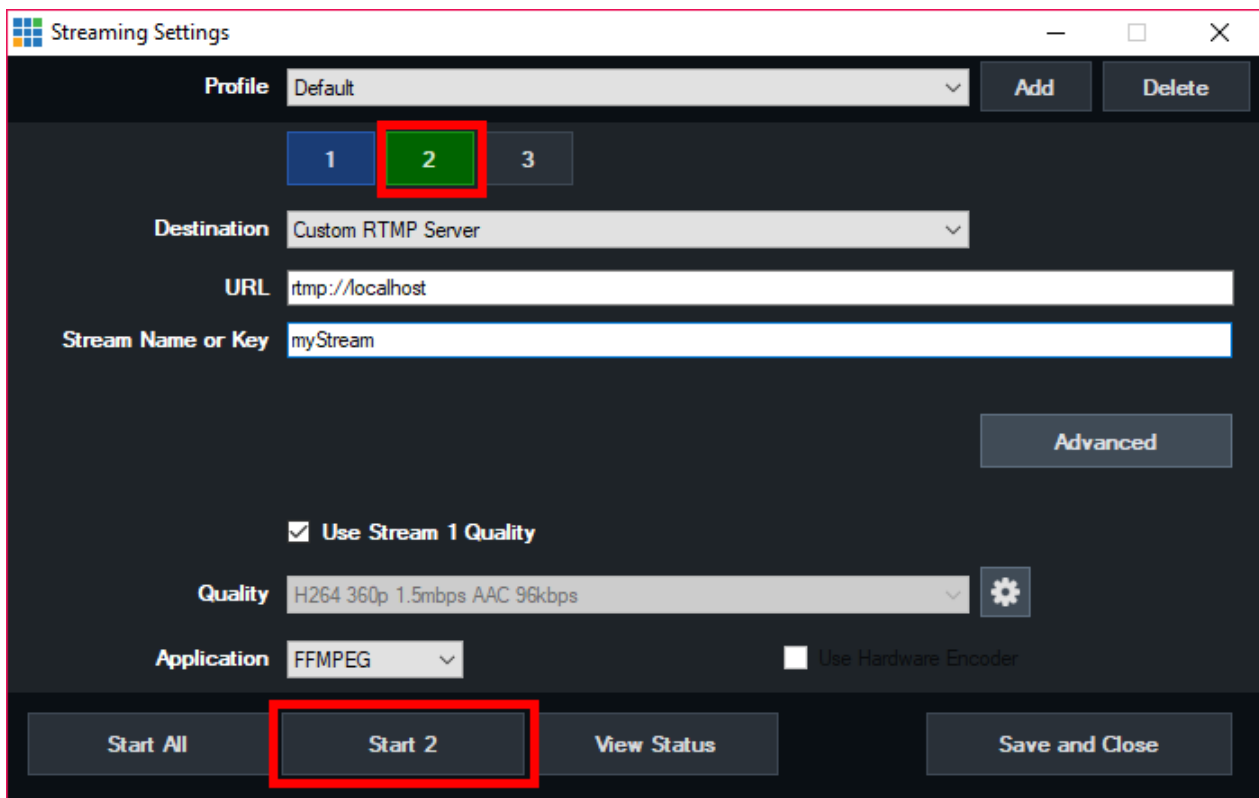 Streaming Settings
Profile Default Add Delete
1 2 3
Destination Custom RTMP Server
URL rtmp://localhost
Stream Name or Key myStream
Advanced
Use Stream 1 Quality
Quality H264 360p 1.5mbps AAC 96kbps
Application FFMPEG Use Hardware Encoder
Start All Start 2 View Status Save and Close